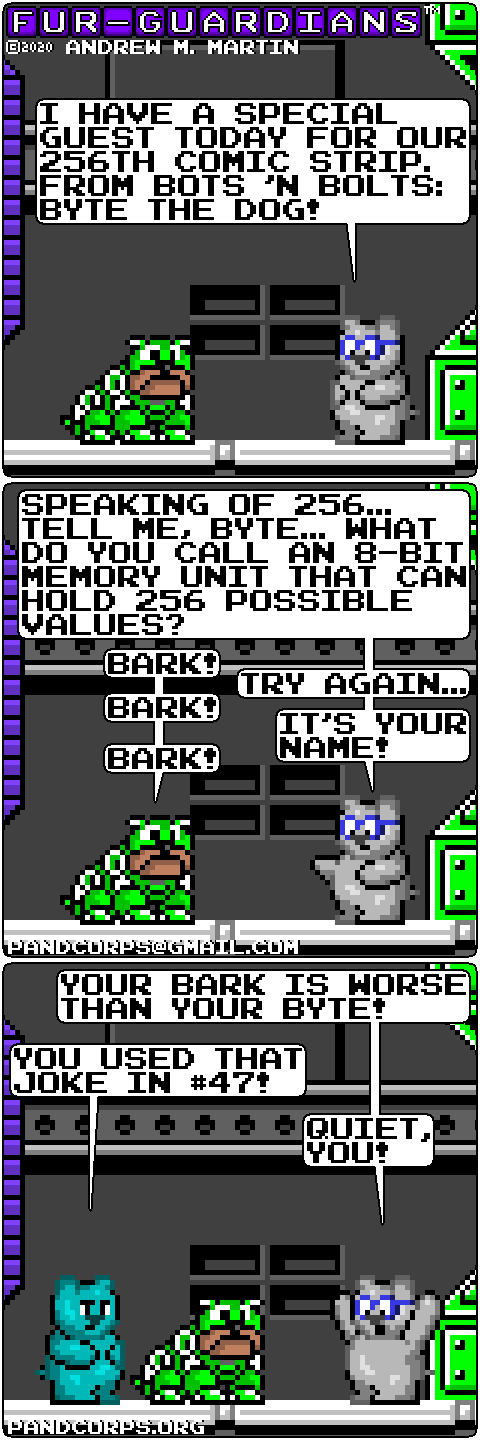 FUR-GUARDIANS™
©2020 ANDREW M. MARTIN
I HAVE A SPECIAL
GUEST TODAY FOR OUR
256TH COMIC STRIP.
FROM BOTS 'N BOLTS:
BYTE THE DOG!
SPEAKING OF 256...
TELL ME, BYTE... WHAT
DO YOU CALL AN 8-BIT
MEMORY UNIT THAT CAN
HOLD 256 POSSIBLE
VALUES?
BARK!
TRY AGAIN...
BARK!
IT'S YOUR
NAME!
BARK!
PANDCORPS@GMAIL.COM
YOUR BARK IS WORSE
THAN YOUR BYTE!
YOU USED THAT
JOKE IN #47!
QUIET,
YOU!
PANDCORPS.ORG